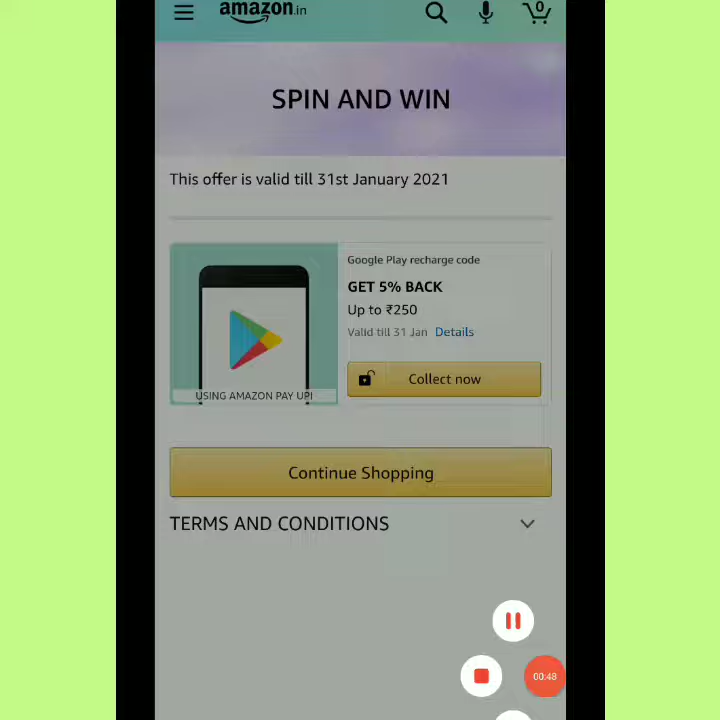 amazon.in
0
SPIN AND WIN
This offer is valid till 31st January 2021
Google Play recharge code
GET 5% BACK
Up to ₹250
Valid till 31 Jan Details
Collect now
USING AMAZON PAY UPI
Continue Shopping
TERMS AND CONDITIONS
00:48